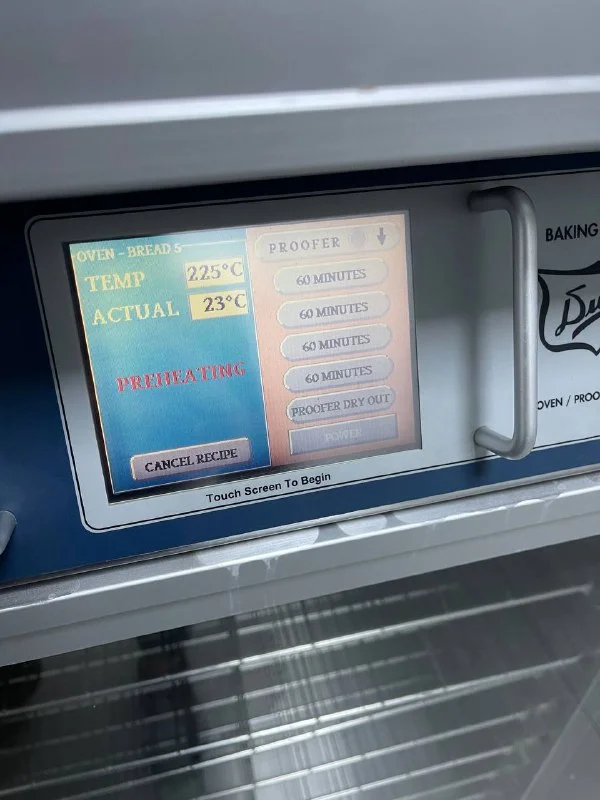 OVEN - BREAD 5
TEMP 225°C
ACTUAL 23°C
PREHEATING
CANCEL RECIPE
PROOFER
60 MINUTES
60 MINUTES
60 MINUTES
60 MINUTES
PROOFER DRY OUT
POWER
Touch Screen To Begin
BAKING
Du
OVEN / PROO